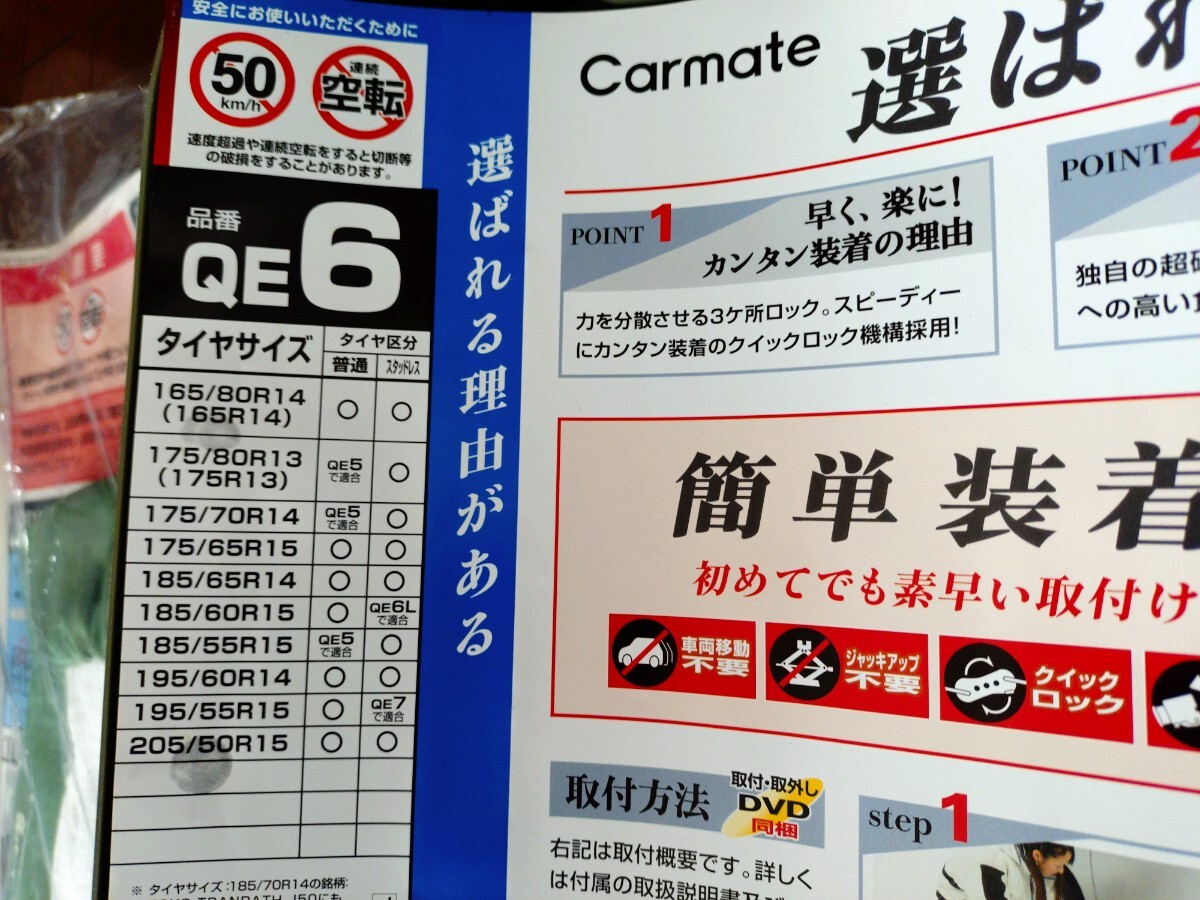 安全にお使いいただくために
50
km/h
連続
空転
速度超過や連続空転をすると切断等
の破損をすることがあります。
品番
QE6
タイヤサイズ
タイヤ区分
普通
スタッドレス
165/80R14
(165R14)
○ ○
175/80R13
(175R13)
QE5
で適合
○
175/70R14
QE5
で適合
○
175/65R15 ○ ○
185/65R14 ○ ○
185/60R15 ○
QE6L
で適合
185/55R15
QE5
で適合
○
195/60R14 ○ ○
195/55R15 ○
QE7
で適合
205/50R15 ○ ○
※ タイヤサイズ:185/70R14の銘柄:
選ばれる理由がある
Carmate
選ばれ
POINT 1
早く、楽に!
カンタン装着の理由
力を分散させる3ケ所ロック。スピーディー
にカンタン装着のクイックロック機構採用!
POINT 2
独自の超
への高い
簡単装着
初めてでも素早い取付け
車両移動
不要
ジャッキアップ
不要
クイック
ロック
取付方法
取付・取外し
DVD
同梱
右記は取付概要です。詳しく
は付属の取扱説明書及び
step 1